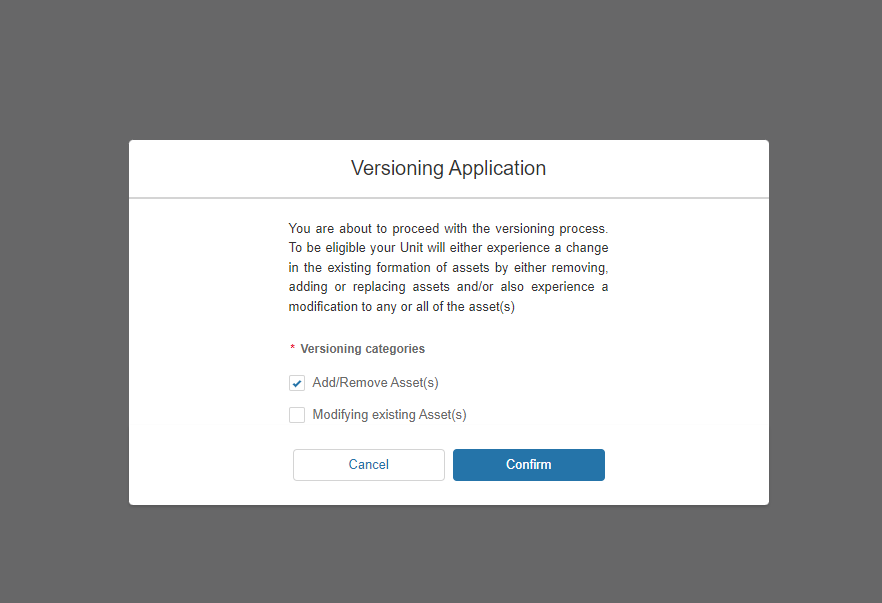 Versioning Application
You are about to proceed with the versioning process.
To be eligible your Unit will either experience a change
in the existing formation of assets by either removing,
adding or replacing assets and/or also experience a
modification to any or all of the asset(s)
* Versioning categories
Add/Remove Asset(s)
Modifying existing Asset(s)
Cancel Confirm